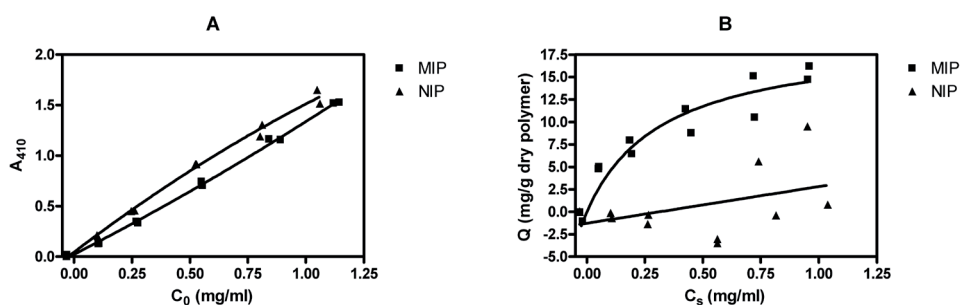 A
A410
2.0
1.5
1.0
0.5
0.0
0.00 0.25 0.50 0.75 1.00 1.25
C0 (mg/ml)
MIP
NIP
B
Q (mg/g dry polymer)
17.5
15.0
12.5
10.0
7.5
5.0
2.5
0.0
-2.5
-5.0
0.00 0.25 0.50 0.75 1.00 1.25
Cs (mg/ml)
MIP
NIP